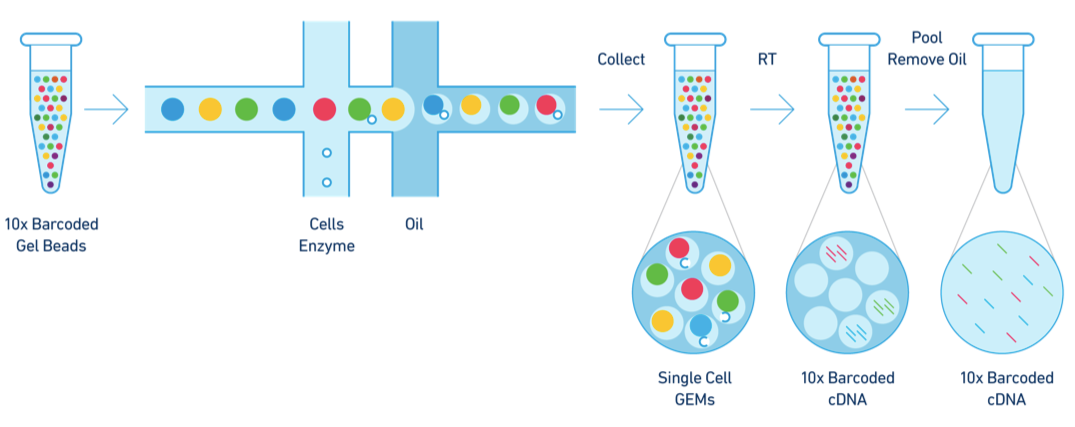 Pool
Collect
RT
Remove Oil
10x Barcoded
Gel Beads
Cells
Enzyme
Oil
Single Cell
GEMs
10x Barcoded
cDNA
10x Barcoded
cDNA